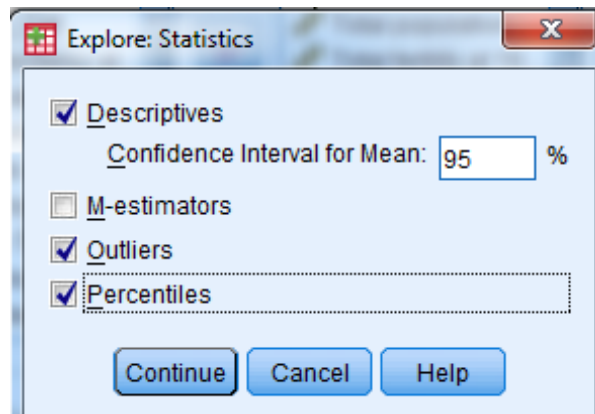 Explore: Statistics
Descriptives
Confidence Interval for Mean: 95 %
M-estimators
Outliers
Percentiles
Continue Cancel Help